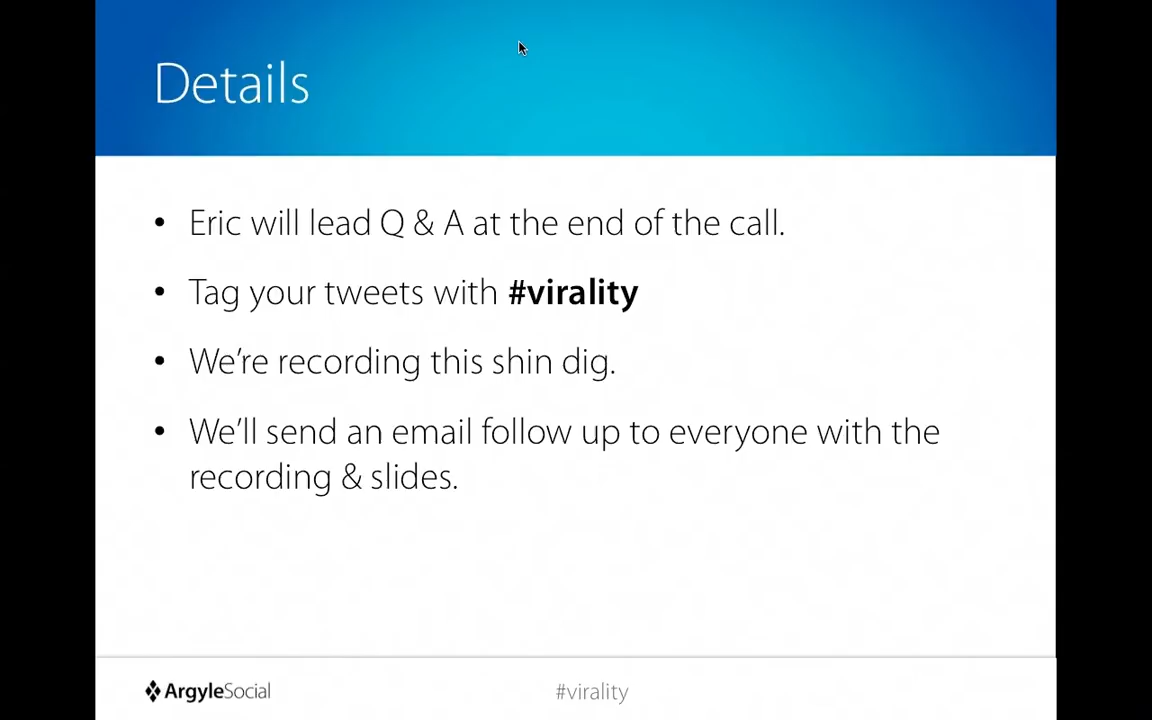 Details
• Eric will lead Q & A at the end of the call.
• Tag your tweets with #virality
• We’re recording this shin dig.
• We’ll send an email follow up to everyone with the
recording & slides.
ArgyleSocial
#virality